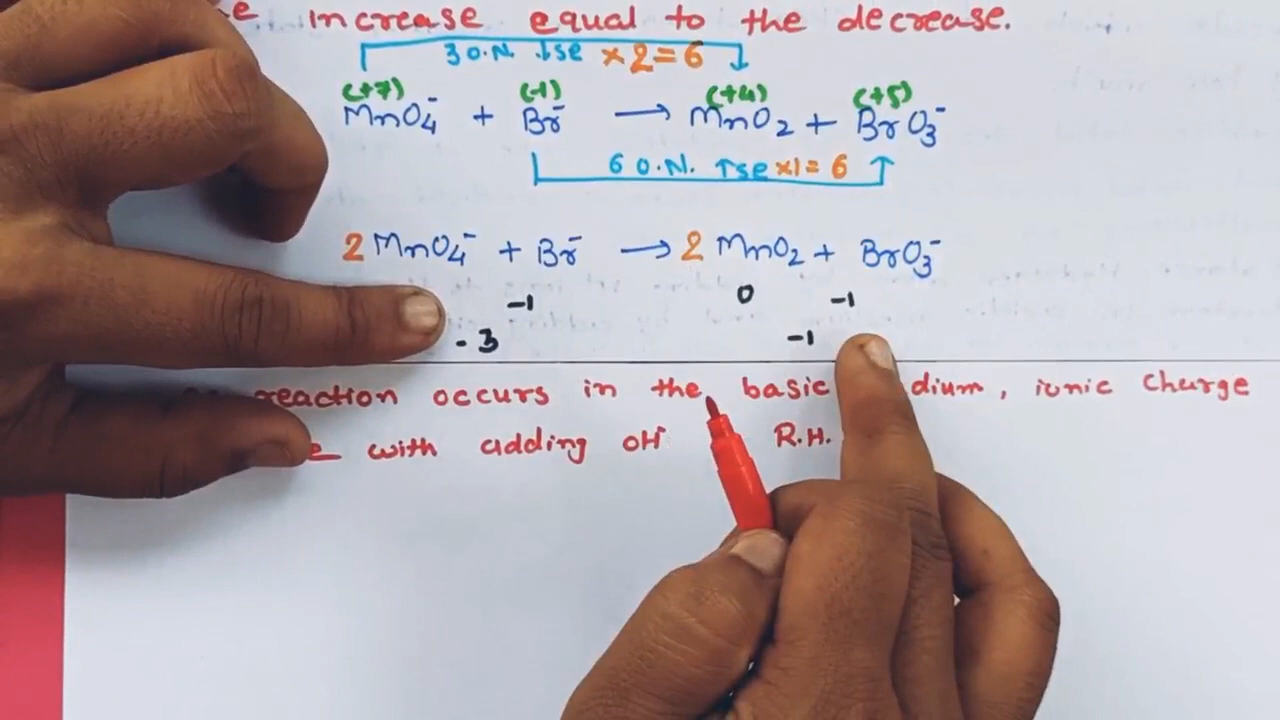 increase equal to the decrease.
3 O.N. ↓se ×2=6
(+7) (-1) (+4) (+5)
MnO₄⁻ + Br⁻ → MnO₂ + BrO₃⁻
6 O.N. ↑se ×1= 6
2 MnO₄⁻ + Br⁻ → 2 MnO₂ + BrO₃⁻
-1 0 -1
-3 -1
reaction occurs in the basic dium, ionic charge
with adding OH⁻ R.H.